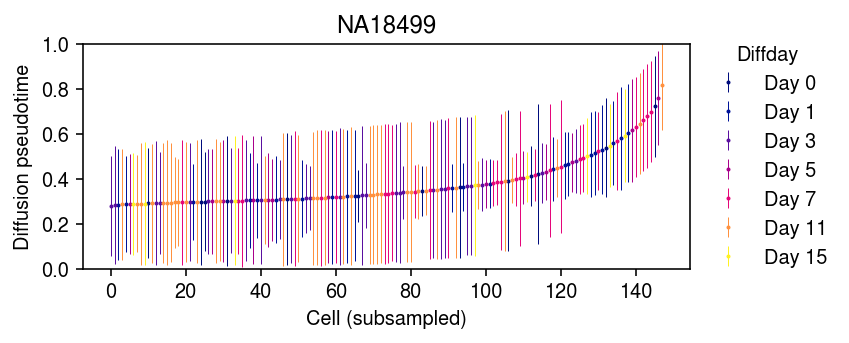 NA18499
Diffusion pseudotime
1.0
0.8
0.6
0.4
0.2
0.0
0 20 40 60 80 100 120 140
Cell (subsampled)
Diffday
Day 0
Day 1
Day 3
Day 5
Day 7
Day 11
Day 15